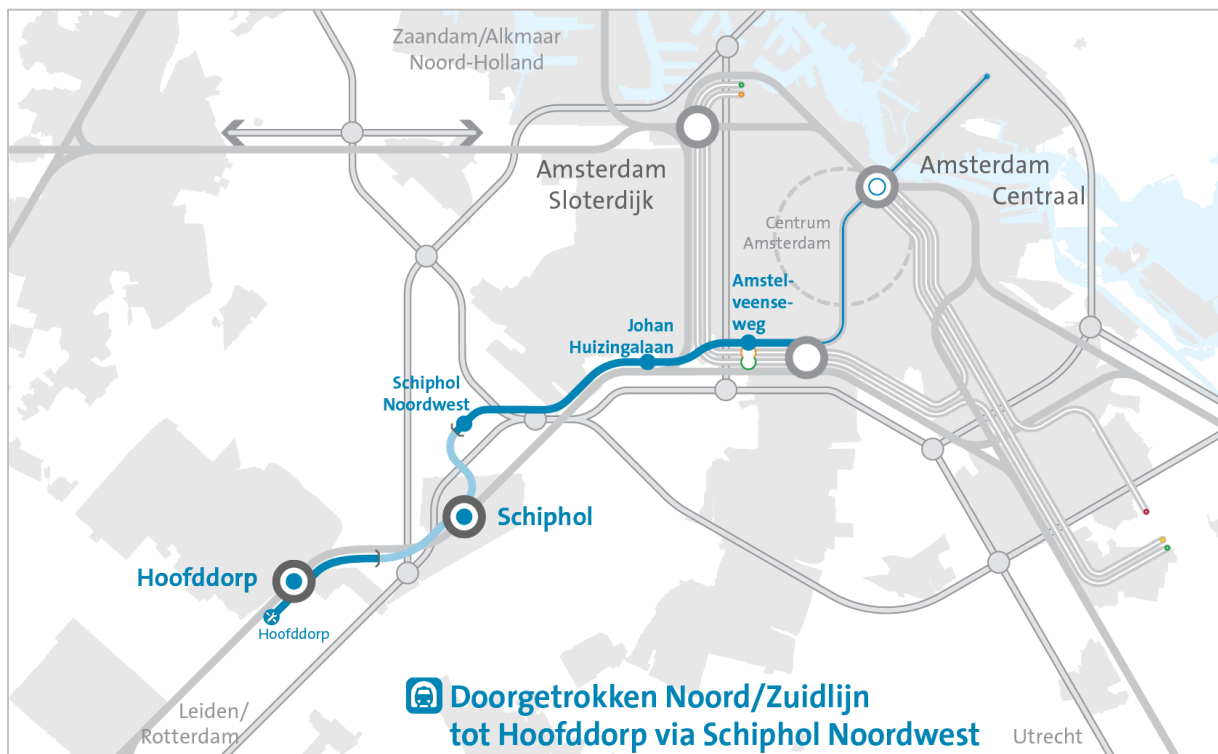 Zaandam/Alkmaar
Noord-Holland
Amsterdam
Sloterdijk
Amsterdam
Centraal
Centrum
Amsterdam
Amstel-
veense-
weg
Johan
Huizingalaan
Schiphol
Noordwest
Schiphol
Hoofddorp
Hoofddorp
Leiden/
Rotterdam
Doorgetrokken Noord/Zuidlijn
tot Hoofddorp via Schiphol Noordwest
Utrecht